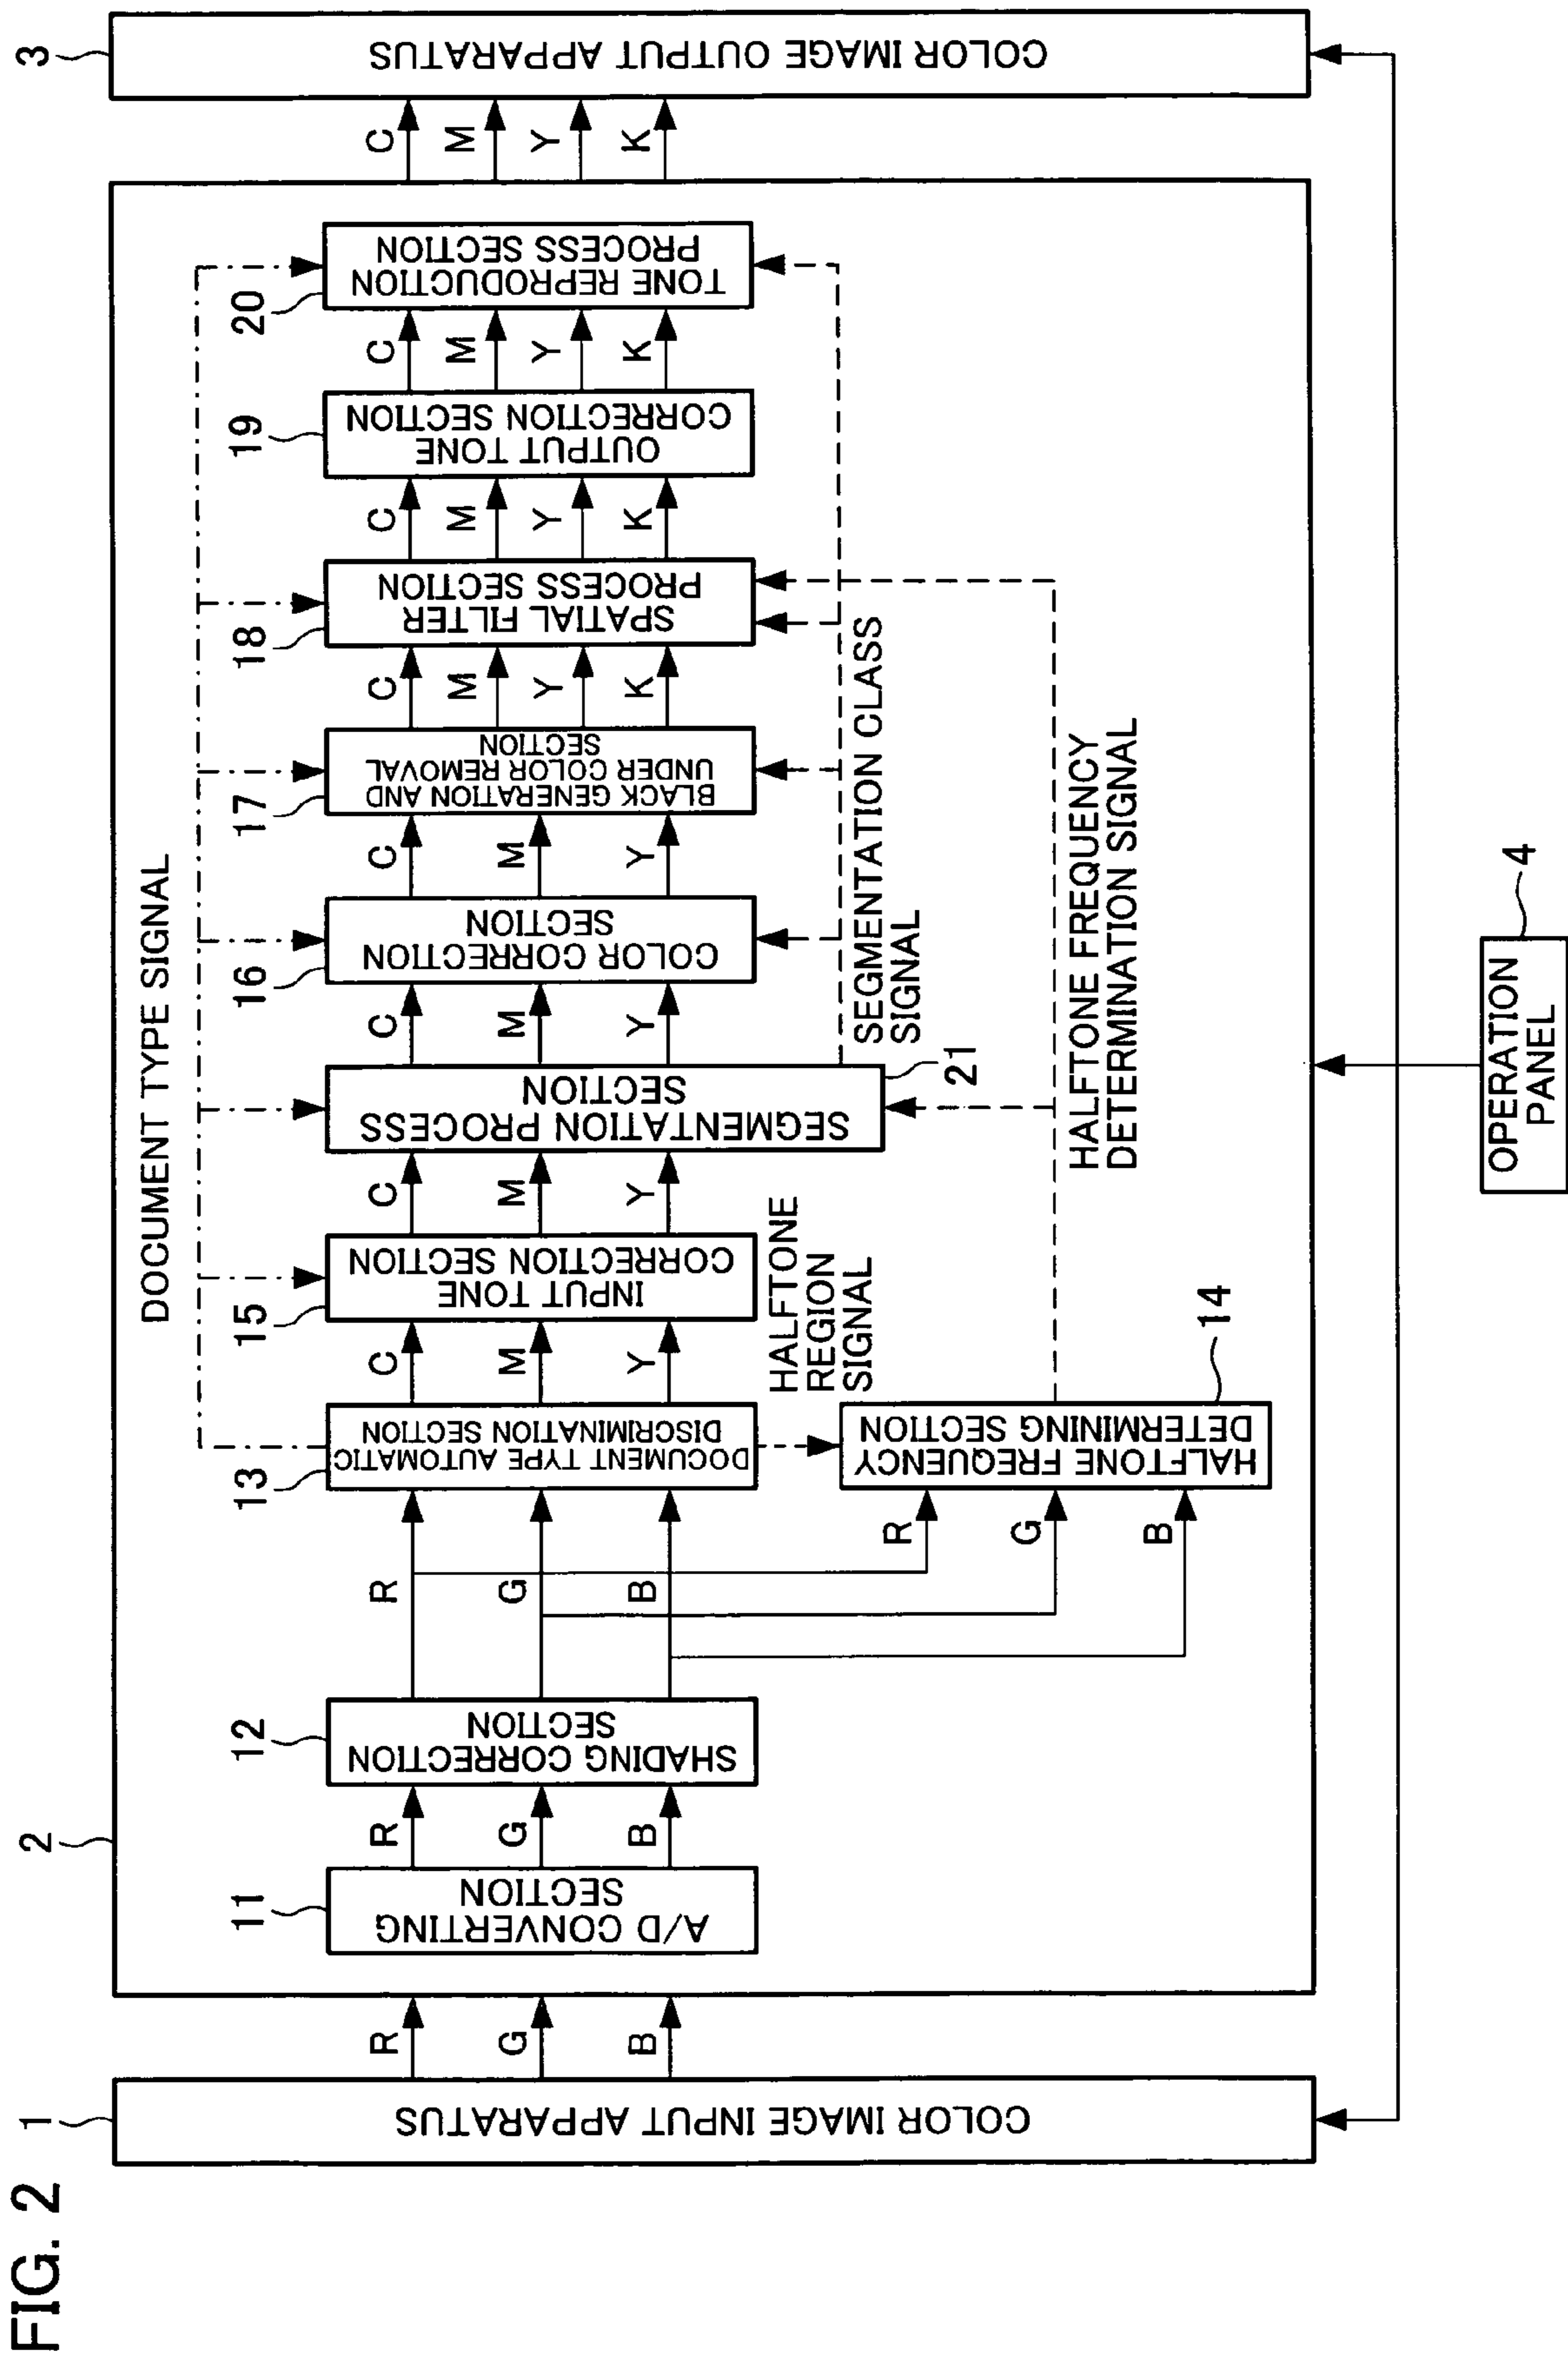 FIG. 2
1
COLOR IMAGE INPUT APPARATUS
R
G
B
2
11
A/D CONVERTING
SECTION
R
G
B
12
SHADING CORRECTION
SECTION
R
G
B
R
G
B
13
DOCUMENT TYPE AUTOMATIC
DISCRIMINATION SECTION
HALFTONE
REGION
SIGNAL
14
HALFTONE FREQUENCY
DETERMINING SECTION
DOCUMENT TYPE SIGNAL
C
M
Y
15
INPUT TONE
CORRECTION SECTION
C
M
Y
21
SEGMENTATION PROCESS
SECTION
SEGMENTATION CLASS
SIGNAL
HALFTONE FREQUENCY
DETERMINATION SIGNAL
C
M
Y
16
COLOR CORRECTION
SECTION
C
M
Y
17
BLACK GENERATION AND
UNDER COLOR REMOVAL
SECTION
C
M
Y
K
18
SPATIAL FILTER
PROCESS SECTION
C
M
Y
K
19
OUTPUT TONE
CORRECTION SECTION
C
M
Y
K
20
TONE REPRODUCTION
PROCESS SECTION
C
M
Y
K
3
COLOR IMAGE OUTPUT APPARATUS
4
OPERATION
PANEL